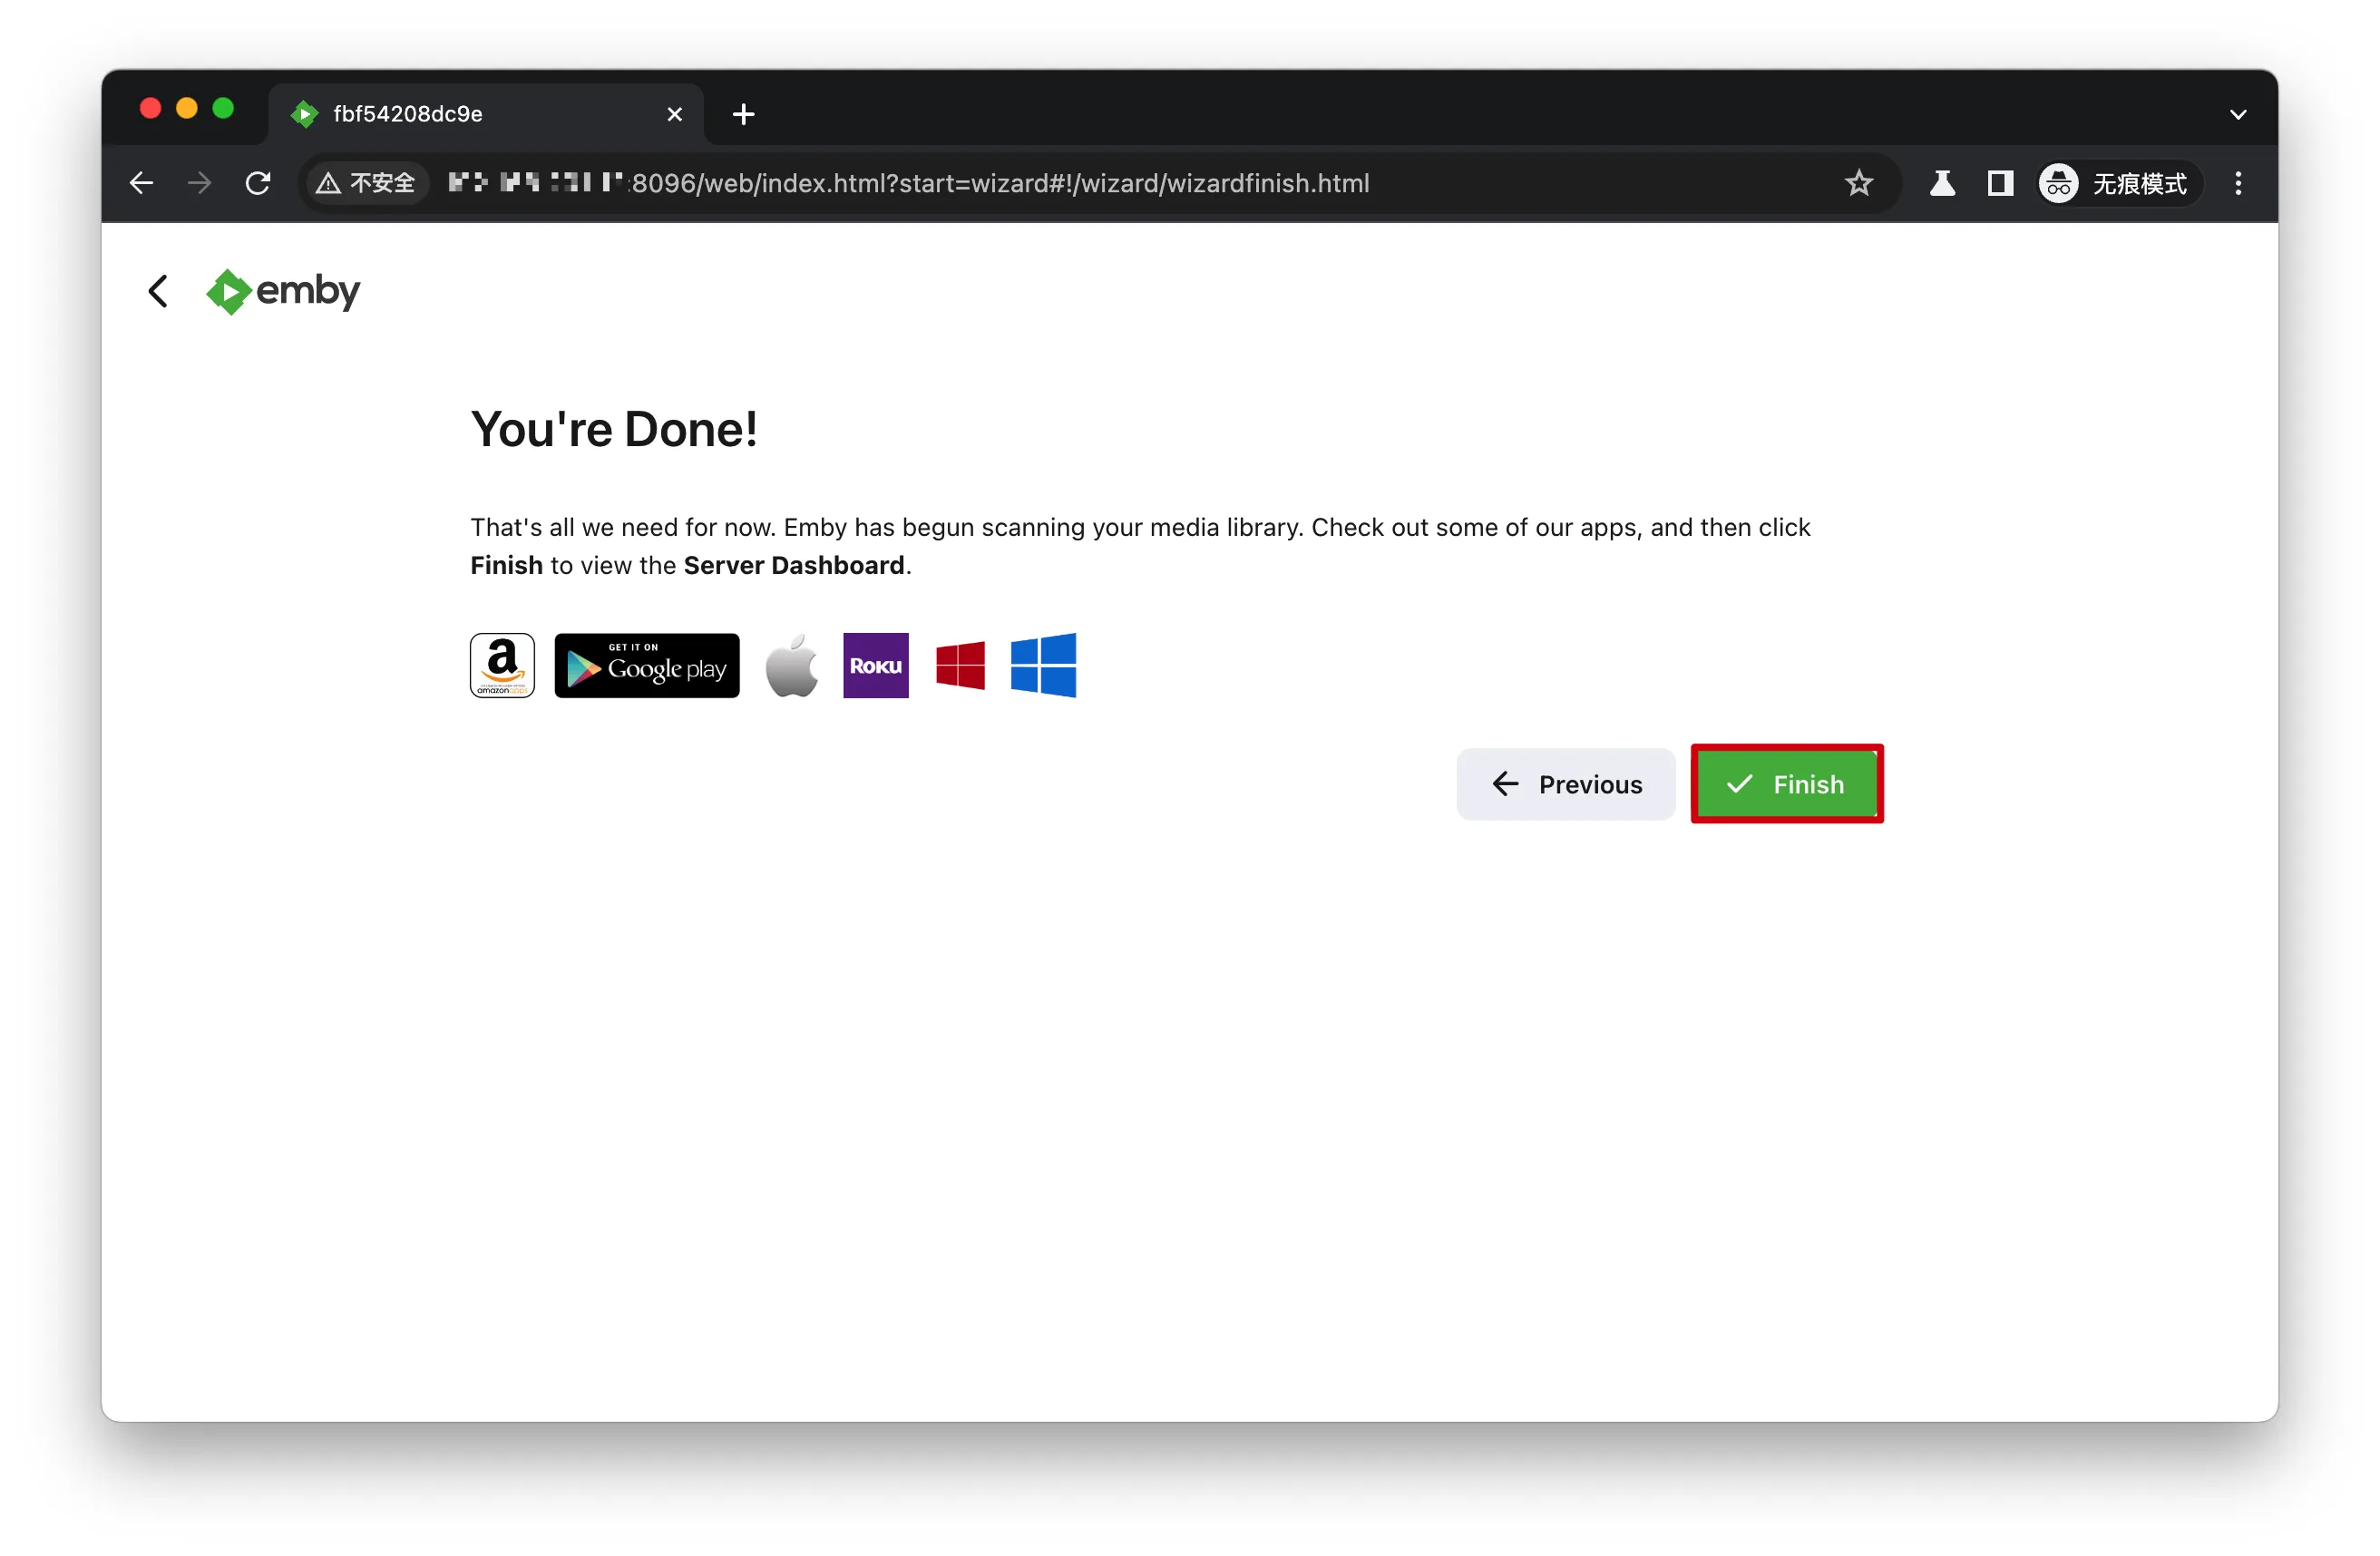 fbf54208dc9e
不安全
:8096/web/index.html?start=wizard#!/wizard/wizardfinish.html
无痕模式
emby
You're Done!
That's all we need for now. Emby has begun scanning your media library. Check out some of our apps, and then click
Finish to view the Server Dashboard.
a
amazon apps
GET IT ON
Google play
ROKU
Previous
Finish